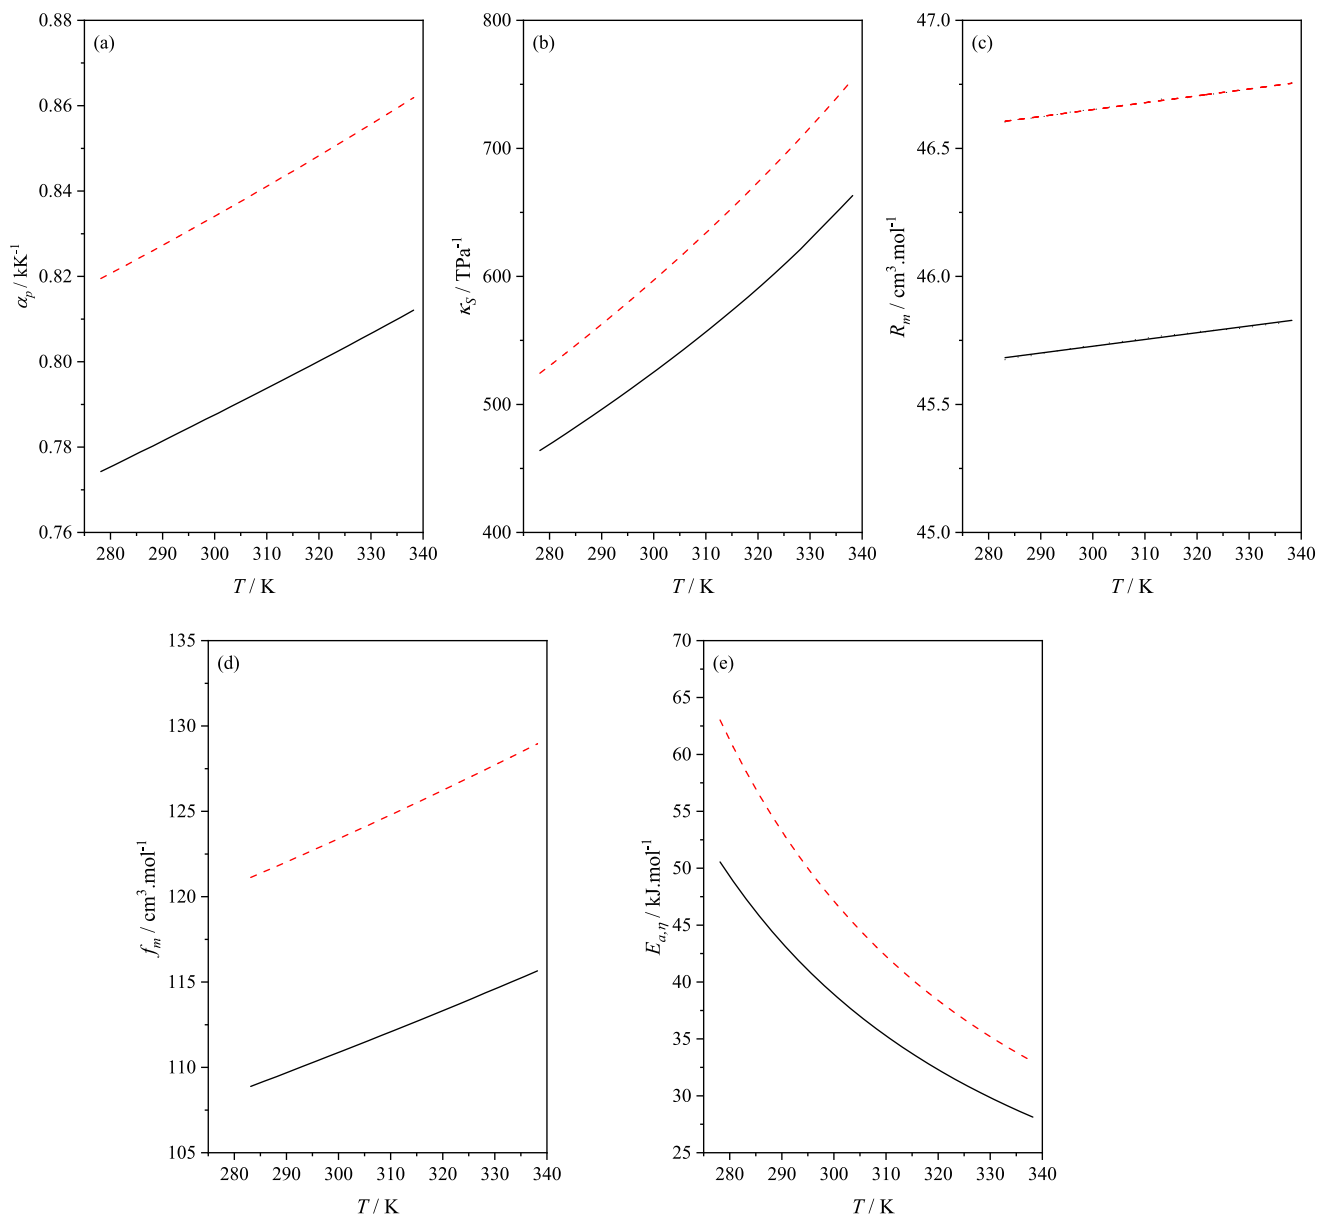 (a)
0.88
0.86
0.84
0.82
0.80
0.78
0.76
αp / kK-1
280 290 300 310 320 330 340
T / K
(b)
800
700
600
500
400
κS / TPa-1
280 290 300 310 320 330 340
T / K
(c)
47.0
46.5
46.0
45.5
45.0
Rm / cm3.mol-1
280 290 300 310 320 330 340
T / K
(d)
135
130
125
120
115
110
105
fm / cm3.mol-1
280 290 300 310 320 330 340
T / K
(e)
70
65
60
55
50
45
40
35
30
25
Ea,η / kJ.mol-1
280 290 300 310 320 330 340
T / K